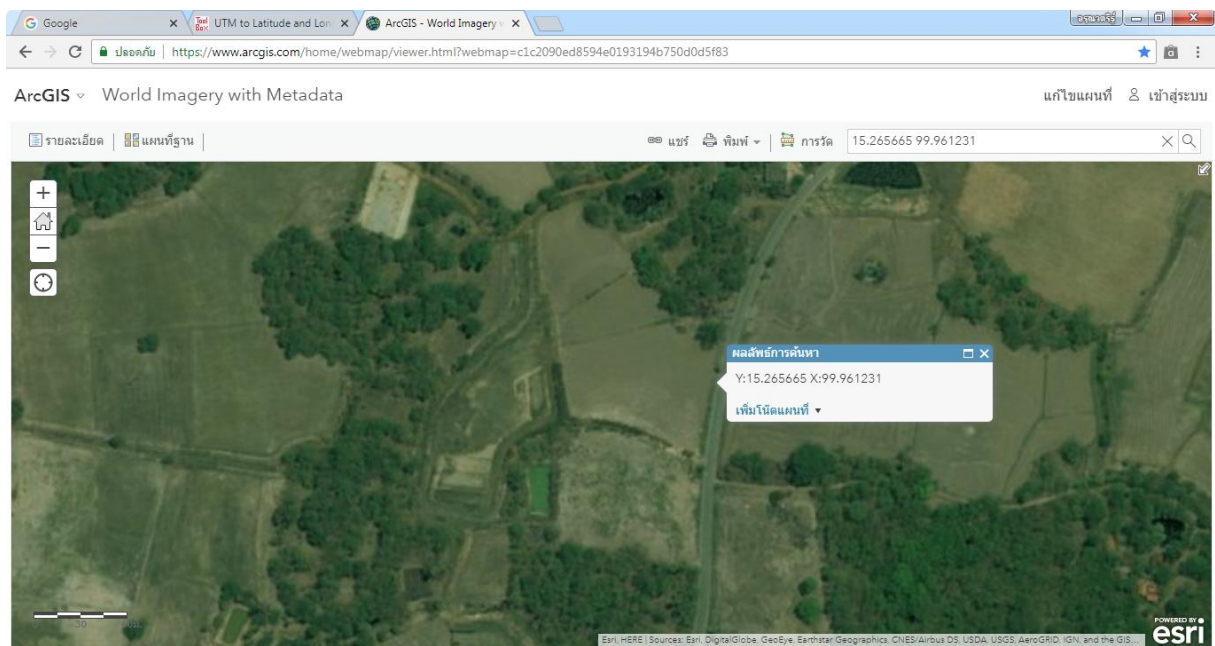 Google
UTM to Latitude and Lon
ArcGIS - World Imagery
ปลอดภัย https://www.arcgis.com/home/webmap/viewer.html?webmap=c1c2090ed8594e0193194b750d0d5f83
ArcGIS World Imagery with Metadata
แก้ไขแผนที่ เข้าสู่ระบบ
รายละเอียด แผนที่ฐาน แชร์ พิมพ์ การวัด 15.265665 99.961231
ผลลัพธ์การค้นหา
Y:15.265665 X:99.961231
เพิ่มโน้ตแผนที่
Esri, HERE | Sources: Esri, DigitalGlobe, GeoEye, Earthstar Geographics, CNES/Airbus DS, USDA, USGS, AeroGRID, IGN, and the GIS...
POWERED BY
esri